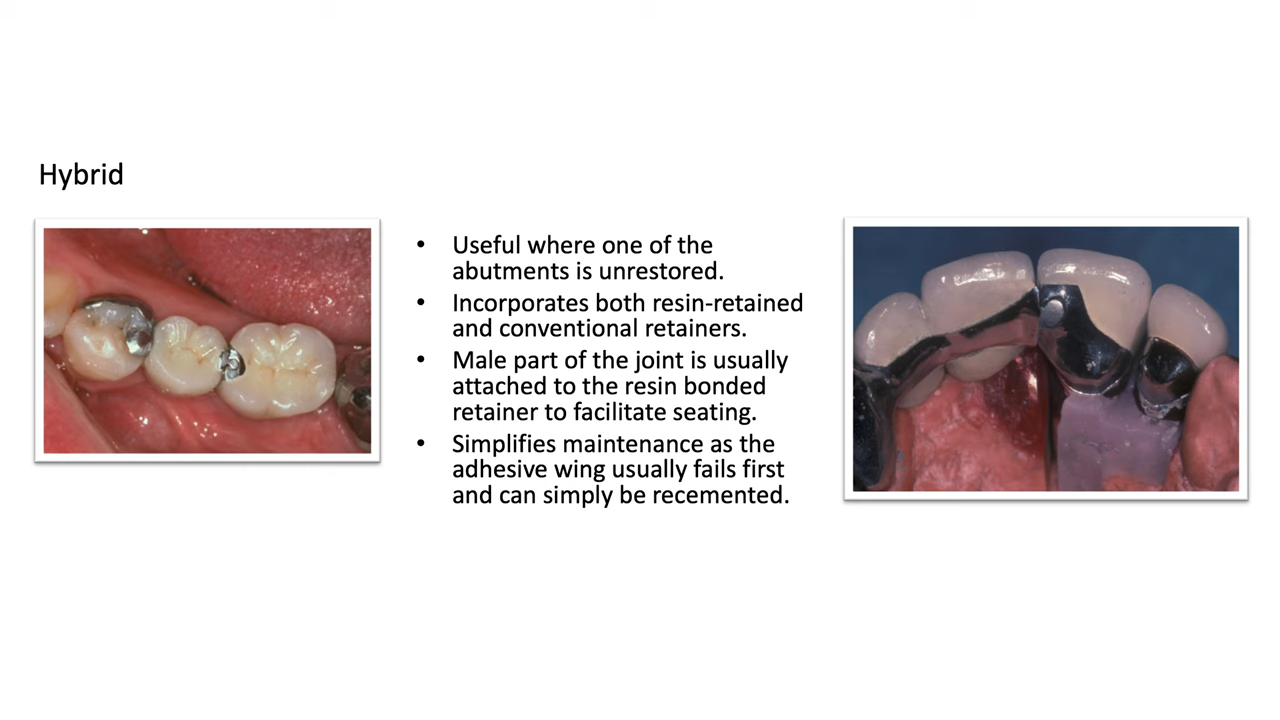 Hybrid
• Useful where one of the
abutments is unrestored.
• Incorporates both resin-retained
and conventional retainers.
• Male part of the joint is usually
attached to the resin bonded
retainer to facilitate seating.
• Simplifies maintenance as the
adhesive wing usually fails first
and can simply be recemented.